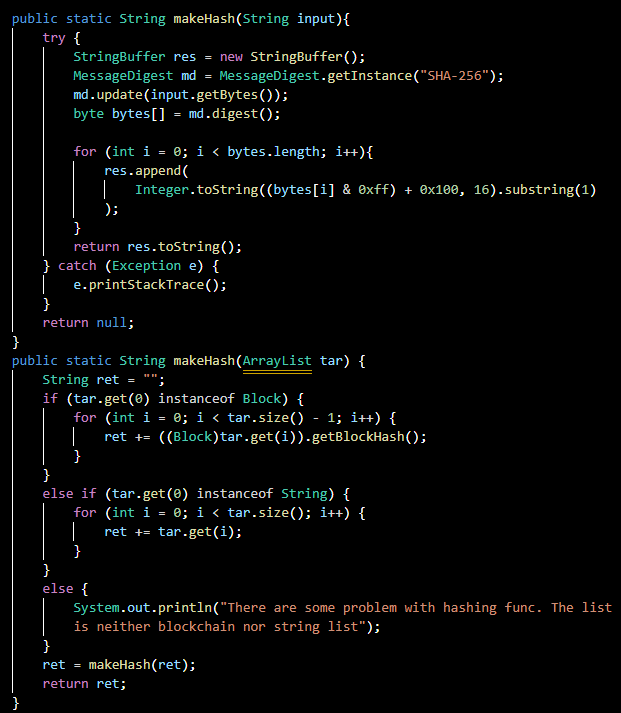 public static String makeHash(String input){
try {
StringBuffer res = new StringBuffer();
MessageDigest md = MessageDigest.getInstance("SHA-256");
md.update(input.getBytes());
byte bytes[] = md.digest();
for (int i = 0; i < bytes.length; i++){
res.append(
Integer.toString((bytes[i] & 0xff) + 0x100, 16).substring(1)
);
}
return res.toString();
} catch (Exception e) {
e.printStackTrace();
}
return null;
}
public static String makeHash(ArrayList tar) {
String ret = "";
if (tar.get(0) instanceof Block) {
for (int i = 0; i < tar.size() - 1; i++) {
ret += ((Block)tar.get(i)).getBlockHash();
}
}
else if (tar.get(0) instanceof String) {
for (int i = 0; i < tar.size(); i++) {
ret += tar.get(i);
}
}
else {
System.out.println("There are some problem with hashing func. The list
is neither blockchain nor string list");
}
ret = makeHash(ret);
return ret;
}